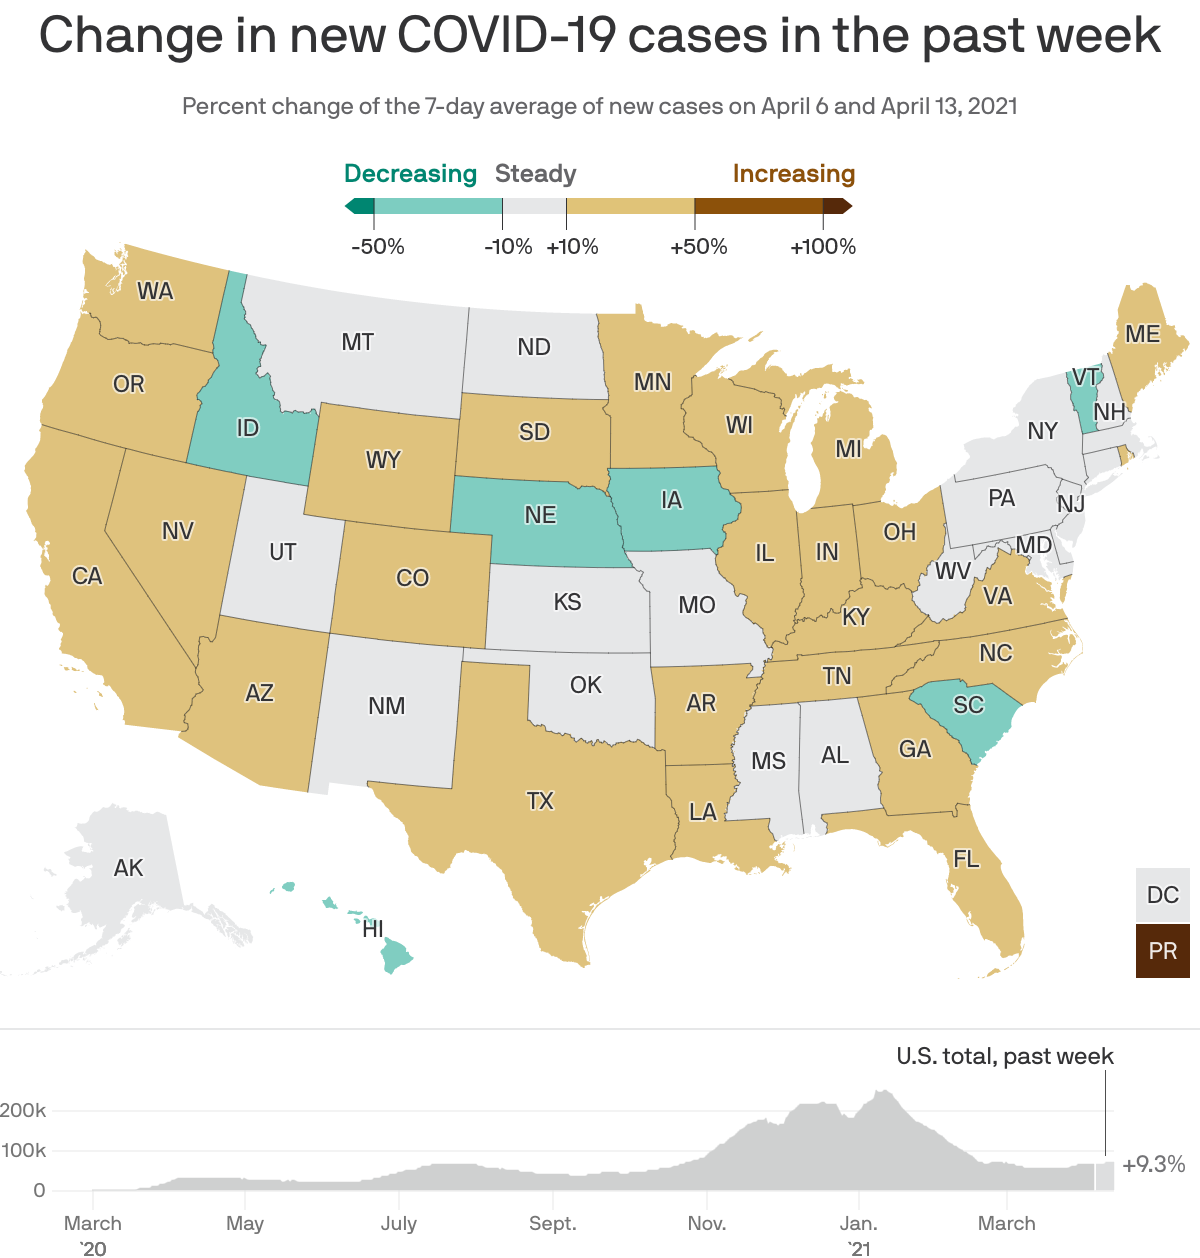 Change in new COVID-19 cases in the past week
Percent change of the 7-day average of new cases on April 6 and April 13, 2021
Decreasing Steady Increasing
-50% -10% +10% +50% +100%
WA
ME
MT
ND
OR
MN
VT
NH
ID
SD
WI
NY
WY
MI
NE
IA
PA
NJ
NV
UT
IL
IN
OH
MD
CA
CO
WV
KS
MO
KY
VA
NC
AZ
NM
OK
TN
AR
SC
MS
AL
GA
TX
LA
AK
FL
HI
DC
PR
U.S. total, past week
200k
100k
+9.3%
0
March May July Sept. Nov. Jan. March
`20 `21